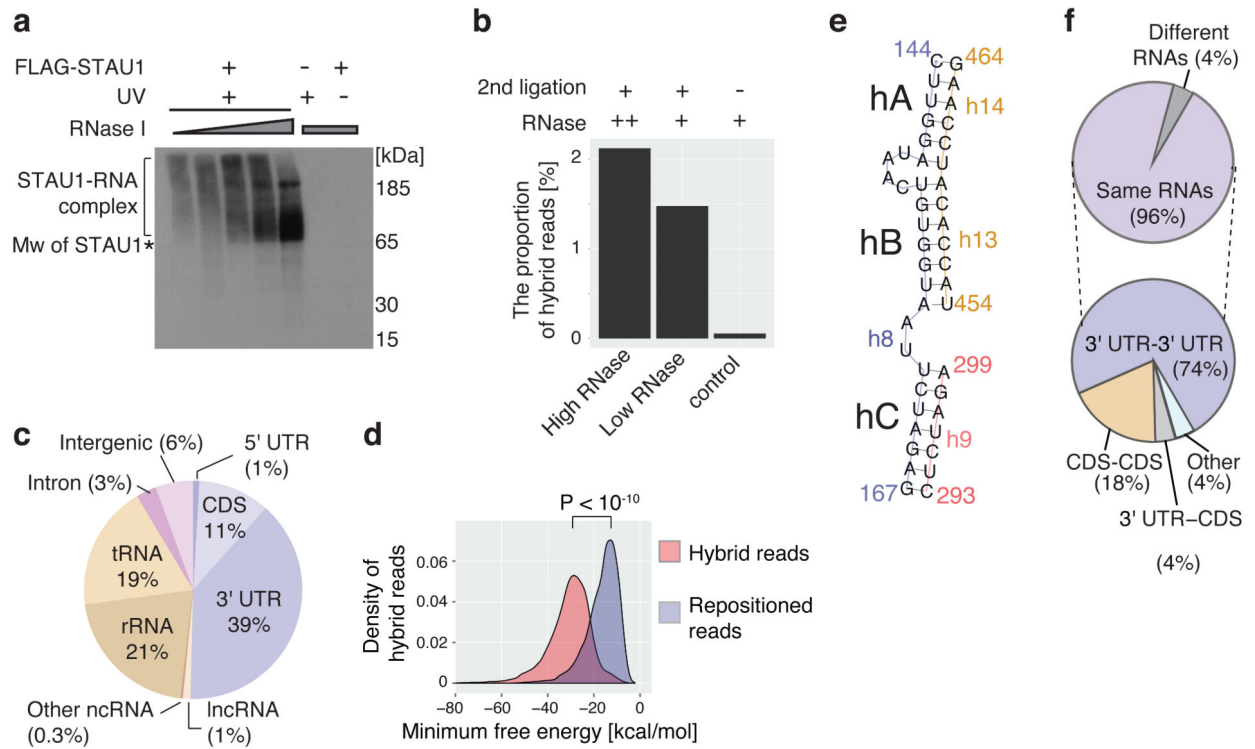 a
FLAG-STAU1 + − +
UV + + −
RNase I
[kDa]
STAU1-RNA
complex
Mw of STAU1*
185
65
30
15
b
2nd ligation + + −
RNase ++ + +
The proportion
of hybrid reads [%]
2
1
0
High RNase
Low RNase
control
c
Intergenic (6%)
5' UTR
(1%)
Intron (3%)
CDS
11%
tRNA
19%
3' UTR
39%
rRNA
21%
Other ncRNA
(0.3%)
lncRNA
(1%)
d
P < 10⁻¹⁰
Density of
hybrid reads
0.06
0.04
0.02
0
−80 −60 −40 −20 0
Minimum free energy [kcal/mol]
Hybrid reads
Repositioned
reads
e
144 C G 464
U A
U A
hA G C h14
G C
A U
U A A C
U A
G C
U A
hB G C h13
G C
U A
A U 454
A
h8 U
U A 299
C G
hC U A
A U h9
G C
A U
167 G C 293
f
Different
RNAs (4%)
Same RNAs
(96%)
3' UTR-3' UTR
(74%)
CDS-CDS
(18%)
Other
(4%)
3' UTR–CDS
(4%)